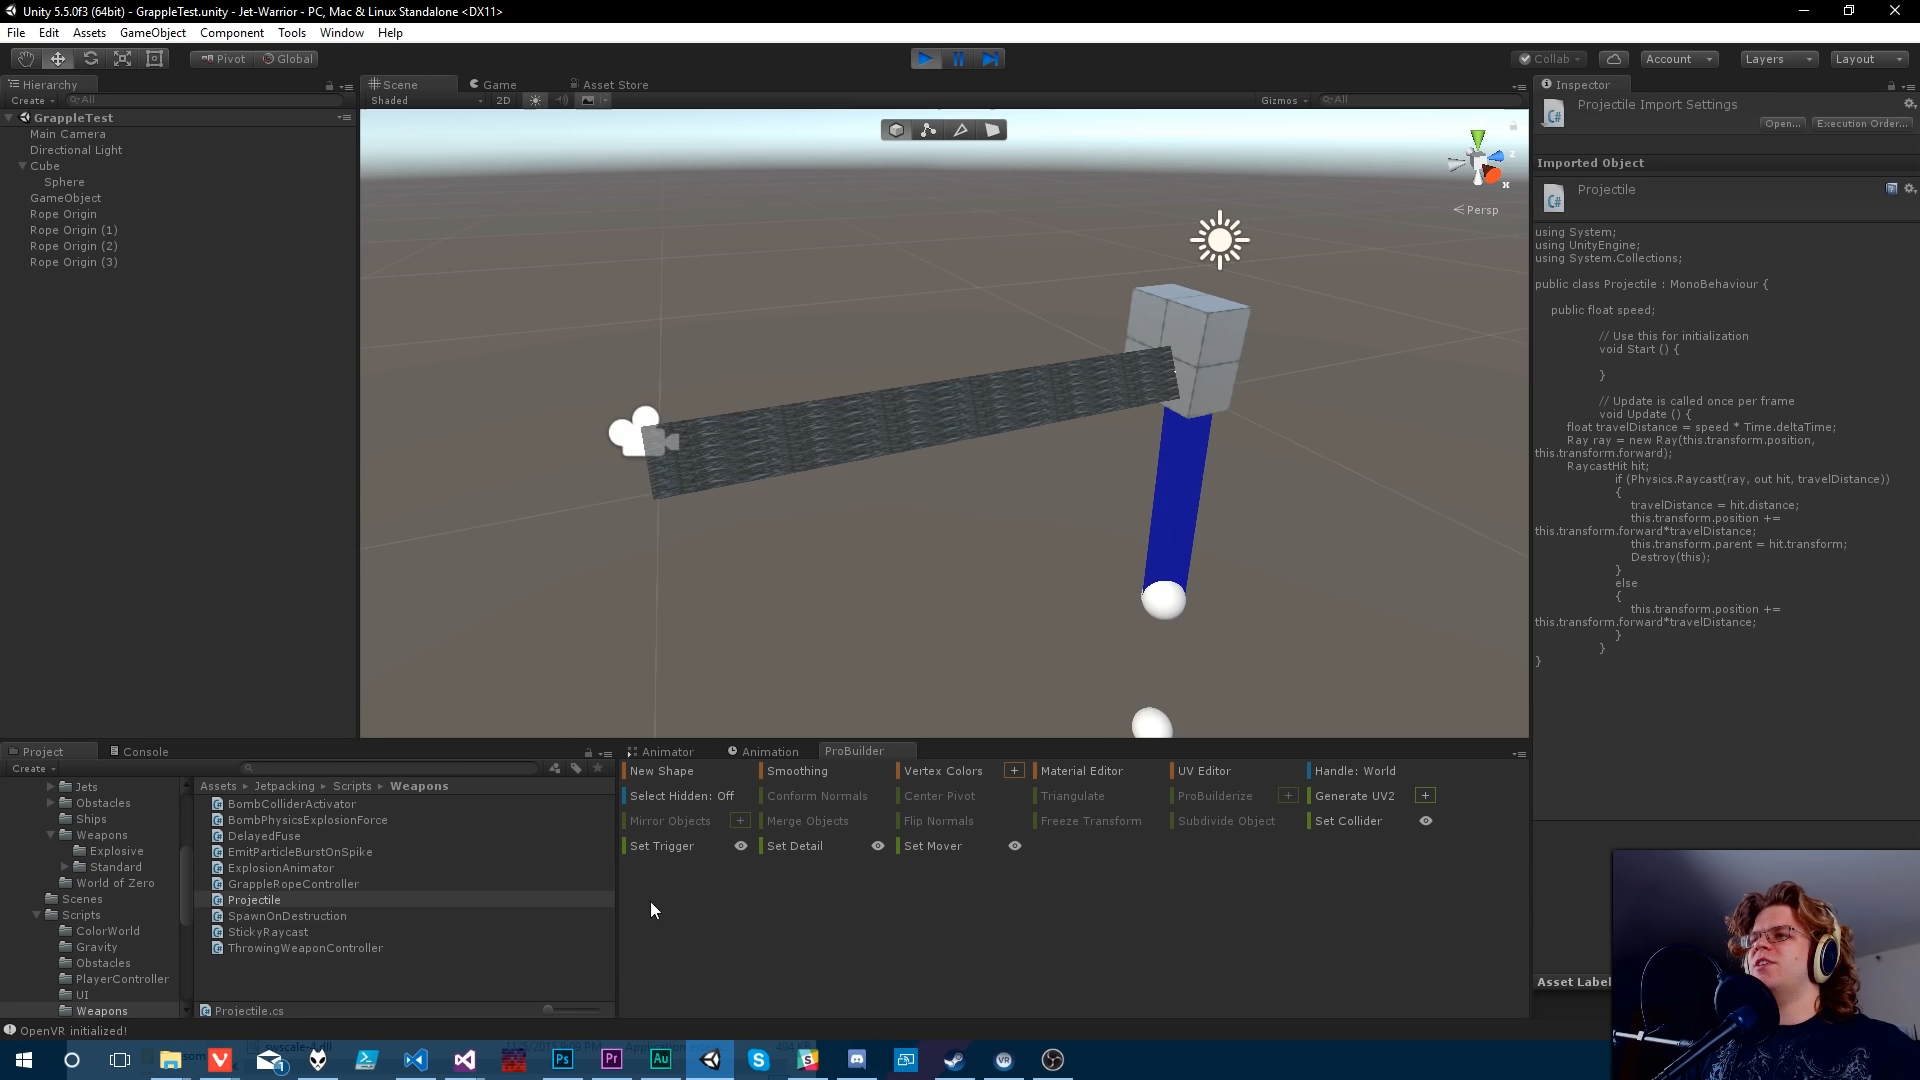 Unity 5.5.0f3 (64bit) - GrappleTest.unity - Jet-Warrior - PC, Mac & Linux Standalone <DX11>
File Edit Assets GameObject Component Tools Window Help
Pivot Global Collab Account Layers Layout
Hierarchy
Create All
GrappleTest
Main Camera
Directional Light
Cube
Sphere
GameObject
Rope Origin
Rope Origin (1)
Rope Origin (2)
Rope Origin (3)
Scene Game Asset Store
Shaded 2D Gizmos All
z
x
Persp
Inspector
Projectile Import Settings
Open... Execution Order...
Imported Object
Projectile
using System;
using UnityEngine;
using System.Collections;
public class Projectile : MonoBehaviour {
public float speed;
// Use this for initialization
void Start () {
}
// Update is called once per frame
void Update () {
float travelDistance = speed * Time.deltaTime;
Ray ray = new Ray(this.transform.position,
this.transform.forward);
RaycastHit hit;
if (Physics.Raycast(ray, out hit, travelDistance))
{
travelDistance = hit.distance;
this.transform.position +=
this.transform.forward*travelDistance;
this.transform.parent = hit.transform;
Destroy(this);
}
else
{
this.transform.position +=
this.transform.forward*travelDistance;
}
}
}
Asset Label
Project Console
Create
Jets
Obstacles
Ships
Weapons
Explosive
Standard
World of Zero
Scenes
Scripts
ColorWorld
Gravity
Obstacles
PlayerController
UI
Weapons
Assets Jetpacking Scripts Weapons
BombColliderActivator
BombPhysicsExplosionForce
DelayedFuse
EmitParticleBurstOnSpike
ExplosionAnimator
GrappleRopeController
Projectile
SpawnOnDestruction
StickyRaycast
ThrowingWeaponController
Projectile.cs
Animator Animation ProBuilder
New Shape Smoothing Vertex Colors + Material Editor UV Editor Handle: World
Select Hidden: Off Conform Normals Center Pivot Triangulate ProBuilderize + Generate UV2 +
Mirror Objects + Merge Objects Flip Normals Freeze Transform Subdivide Object Set Collider
Set Trigger Set Detail Set Mover
OpenVR initialized!
Ps Pr Au VR